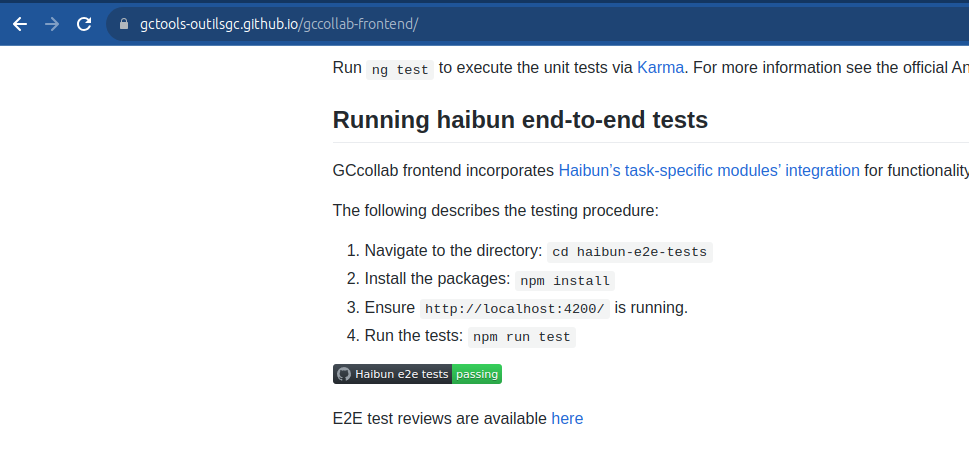 gctools-outilsgc.github.io/gccollab-frontend/
Run ng test to execute the unit tests via Karma. For more information see the official An
Running haibun end-to-end tests
GCcollab frontend incorporates Haibun’s task-specific modules’ integration for functionality
The following describes the testing procedure:
1. Navigate to the directory: cd haibun-e2e-tests
2. Install the packages: npm install
3. Ensure http://localhost:4200/ is running.
4. Run the tests: npm run test
Haibun e2e tests passing
E2E test reviews are available here